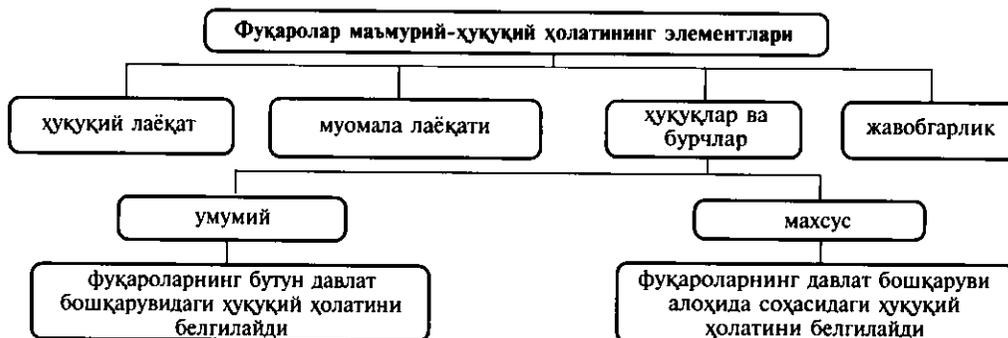 Фуқаролар маъмурий-ҳуқуқий ҳолатининг элементлари
ҳуқуқий лаёқат
муомала лаёқати
ҳуқуқлар ва
бурчлар
жавобгарлик
умумий
махсус
фуқароларнинг бутун давлат
бошқарувидаги ҳуқуқий ҳолатини
белгилайди
фуқароларнинг давлат бошқаруви
алоҳида соҳасидаги ҳуқуқий
ҳолатини белгилайди